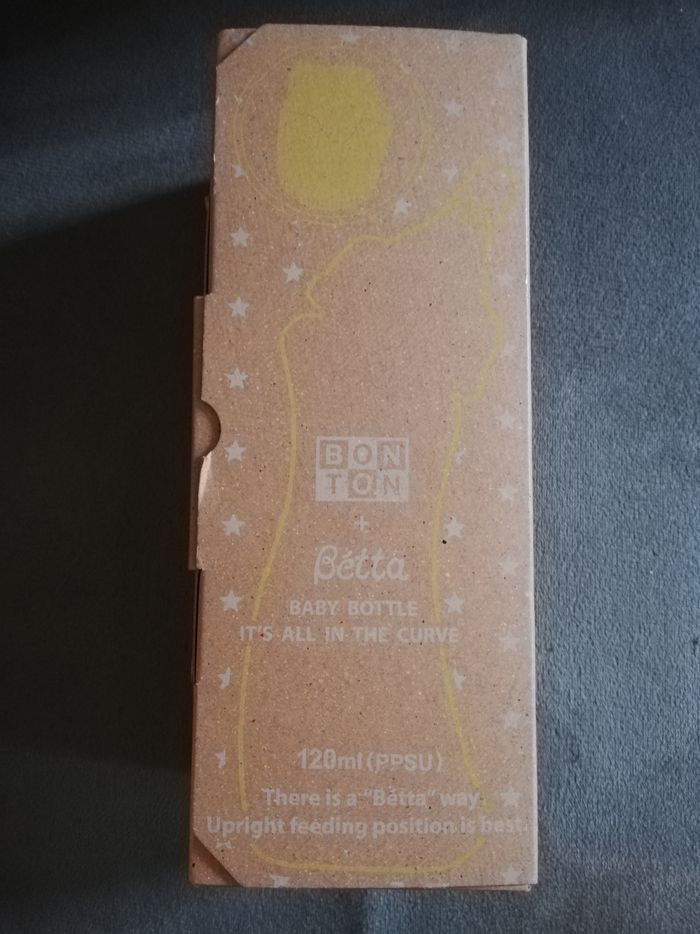 BON
TON
+
Bétta
BABY BOTTLE
IT'S ALL IN THE CURVE
120ml (PPSU)
There is a "Bétta" way
Upright feeding position is best.